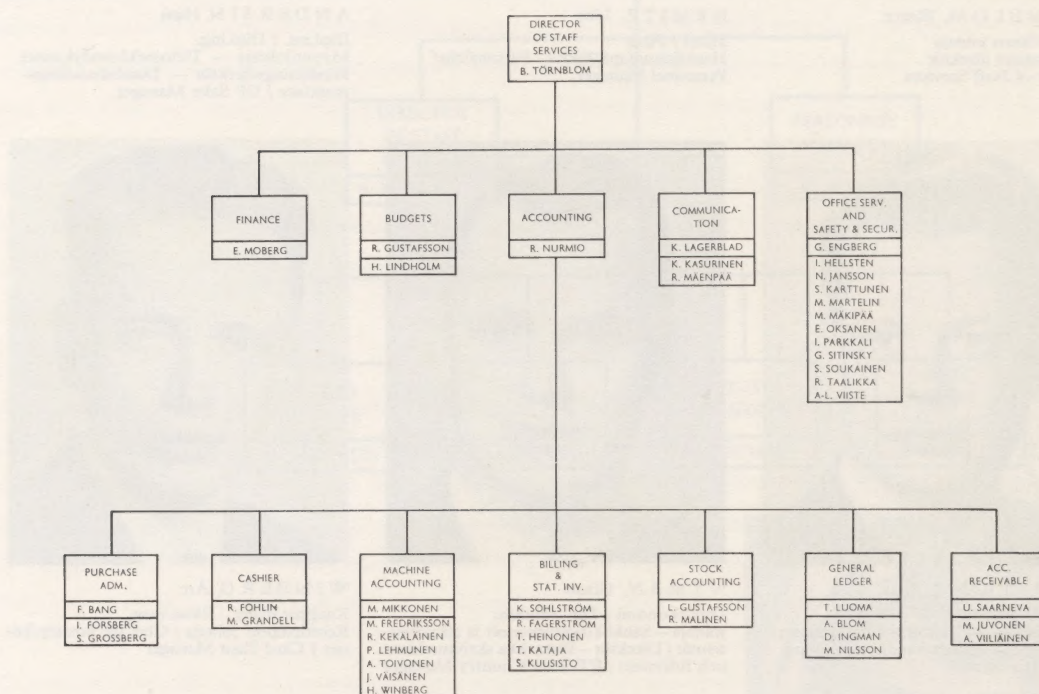 DIRECTOR
OF STAFF
SERVICES
B. TÖRNBLOM
FINANCE
E. MOBERG
BUDGETS
R. GUSTAFSSON
H. LINDHOLM
ACCOUNTING
R. NURMIO
COMMUNICA-
TION
K. LAGERBLAD
K. KASURINEN
R. MÄENPÄÄ
OFFICE SERV.
AND
SAFETY & SECUR.
G. ENGBERG
I. HELLSTEN
N. JANSSON
S. KARTTUNEN
M. MARTELIN
M. MÄKIPÄÄ
E. OKSANEN
I. PARKKALI
G. SITINSKY
S. SOUKAINEN
R. TAALIKKA
A-L. VIISTE
PURCHASE
ADM.
F. BANG
I. FORSBERG
S. GROSSBERG
CASHIER
R. FOHLIN
M. GRANDELL
MACHINE
ACCOUNTING
M. MIKKONEN
M. FREDRIKSSON
R. KEKÄLÄINEN
P. LEHMUNEN
A. TOIVONEN
J. VÄISÄNEN
H. WINBERG
BILLING
&
STAT. INV.
K. SOHLSTROM
R. FAGERSTROM
T. HEINONEN
T. KATAJA
S. KUUSISTO
STOCK
ACCOUNTING
L. GUSTAFSSON
R. MALINEN
GENERAL
LEDGER
T. LUOMA
A. BLOM
D. INGMAN
M. NILSSON
ACC.
RECEIVABLE
U. SAARNEVA
M. JUVONEN
A. VIILIÄINEN